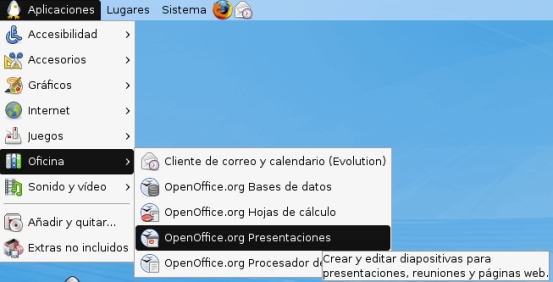 Aplicaciones Lugares Sistema
Accesibilidad
Accesorios
Gráficos
Internet
Juegos
Oficina
Sonido y vídeo
Añadir y quitar...
Extras no incluidos
Cliente de correo y calendario (Evolution)
OpenOffice.org Bases de datos
OpenOffice.org Hojas de cálculo
OpenOffice.org Presentaciones
OpenOffice.org Procesador
Crear y editar diapositivas para
presentaciones, reuniones y páginas web.